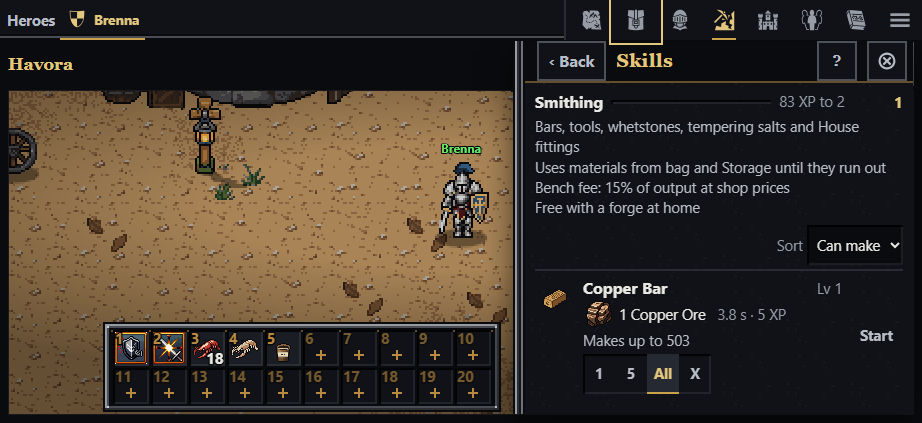 Heroes Brenna
Havora
Brenna
1 2 3 4 5 6 7 8 9 10
18
+ + + + +
11 12 13 14 15 16 17 18 19 20
+ + + + + + + + + +
‹ Back Skills ?
Smithing 83 XP to 2 1
Bars, tools, whetstones, tempering salts and House
fittings
Uses materials from bag and Storage until they run out
Bench fee: 15% of output at shop prices
Free with a forge at home
Sort Can make
Copper Bar Lv 1
1 Copper Ore 3.8 s · 5 XP
Makes up to 503
Start
1 5 All X